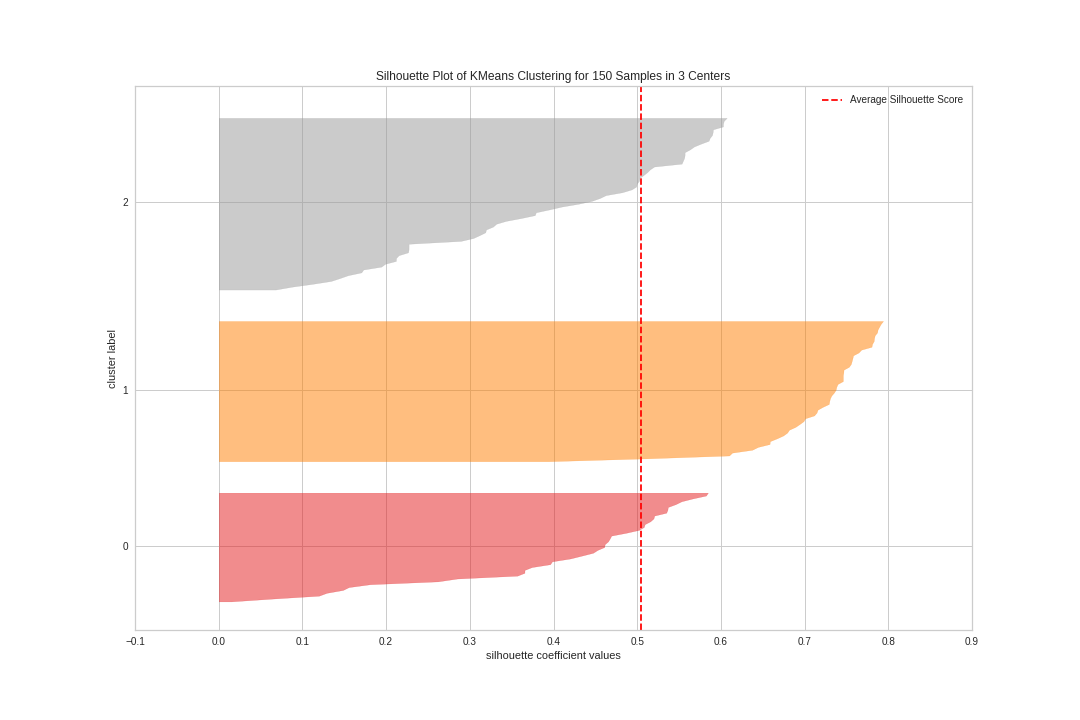 Silhouette Plot of KMeans Clustering for 150 Samples in 3 Centers
Average Silhouette Score
2
1
0
cluster label
−0.1 0.0 0.1 0.2 0.3 0.4 0.5 0.6 0.7 0.8 0.9
silhouette coefficient values